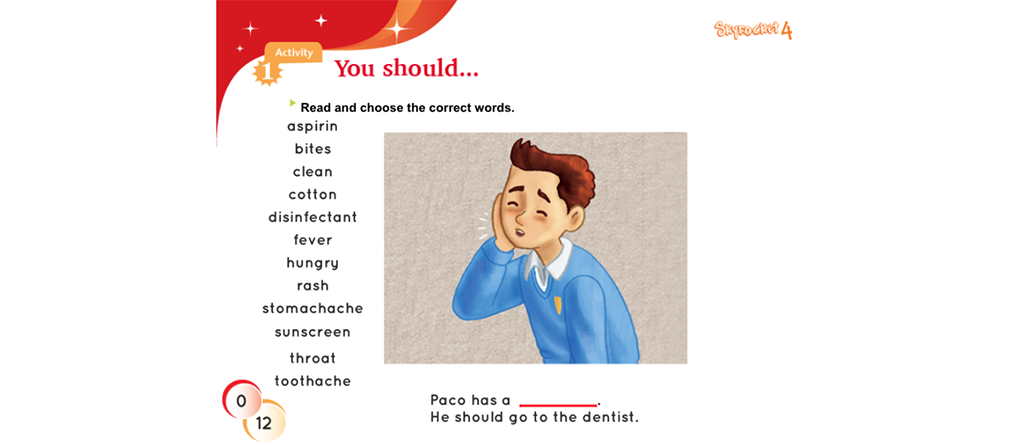 SKYROCKET 4
Activity
1
You should...
Read and choose the correct words.
aspirin
bites
clean
cotton
disinfectant
fever
hungry
rash
stomachache
sunscreen
throat
toothache
0
12
Paco has a __________.
He should go to the dentist.